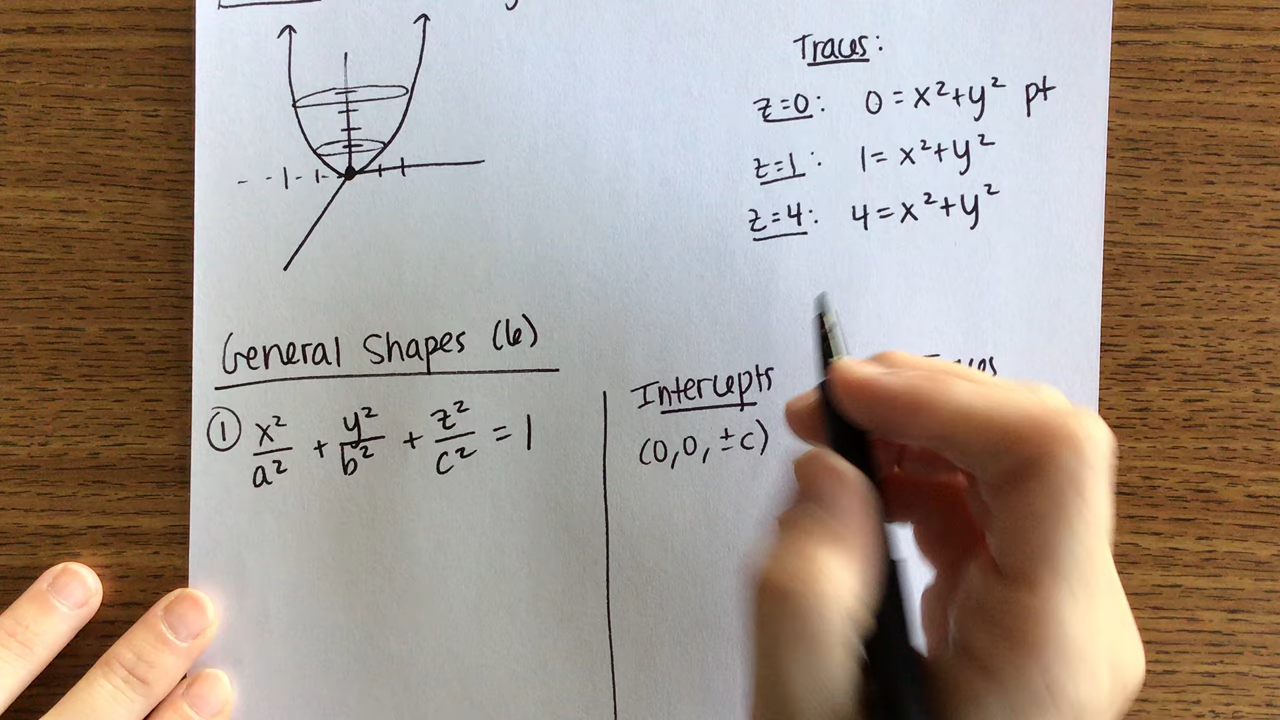 Traces:
z=0: 0=x²+y² pt
z=1: 1=x²+y²
z=4: 4=x²+y²
General Shapes (6)
Intercepts
① x²/a² + y²/b² + z²/c² = 1
(0,0,±c)